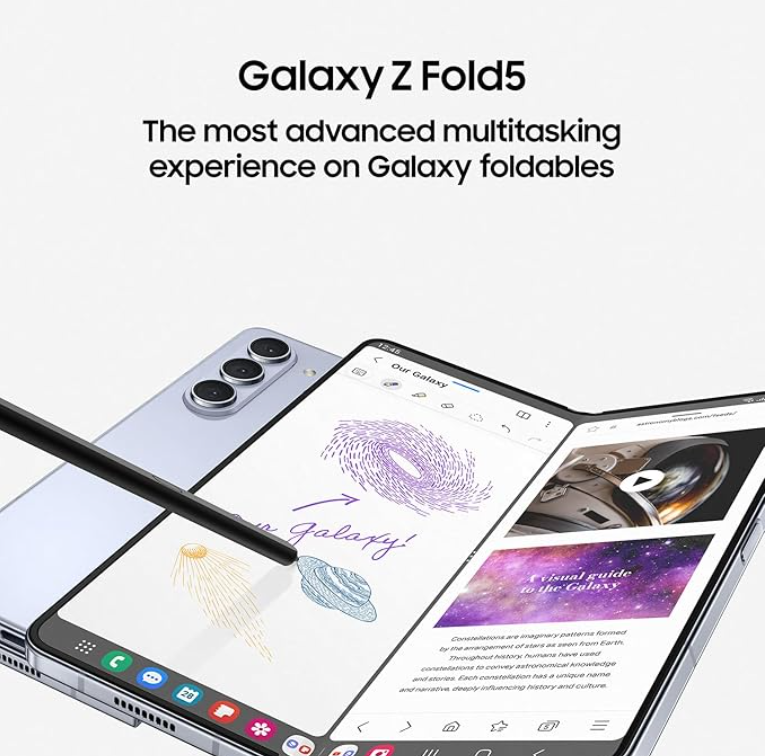 Galaxy Z Fold5
The most advanced multitasking
experience on Galaxy foldables
12:45
Our Galaxy
Our galaxy!
A visual guide
to the Galaxy
Constellations are imaginary patterns formed
by the arrangement of stars as seen from Earth.
Throughout history, humans have used
constellations to convey astronomical knowledge
and stories. Each constellation has a unique name
and narrative, deeply influencing history and culture.
28